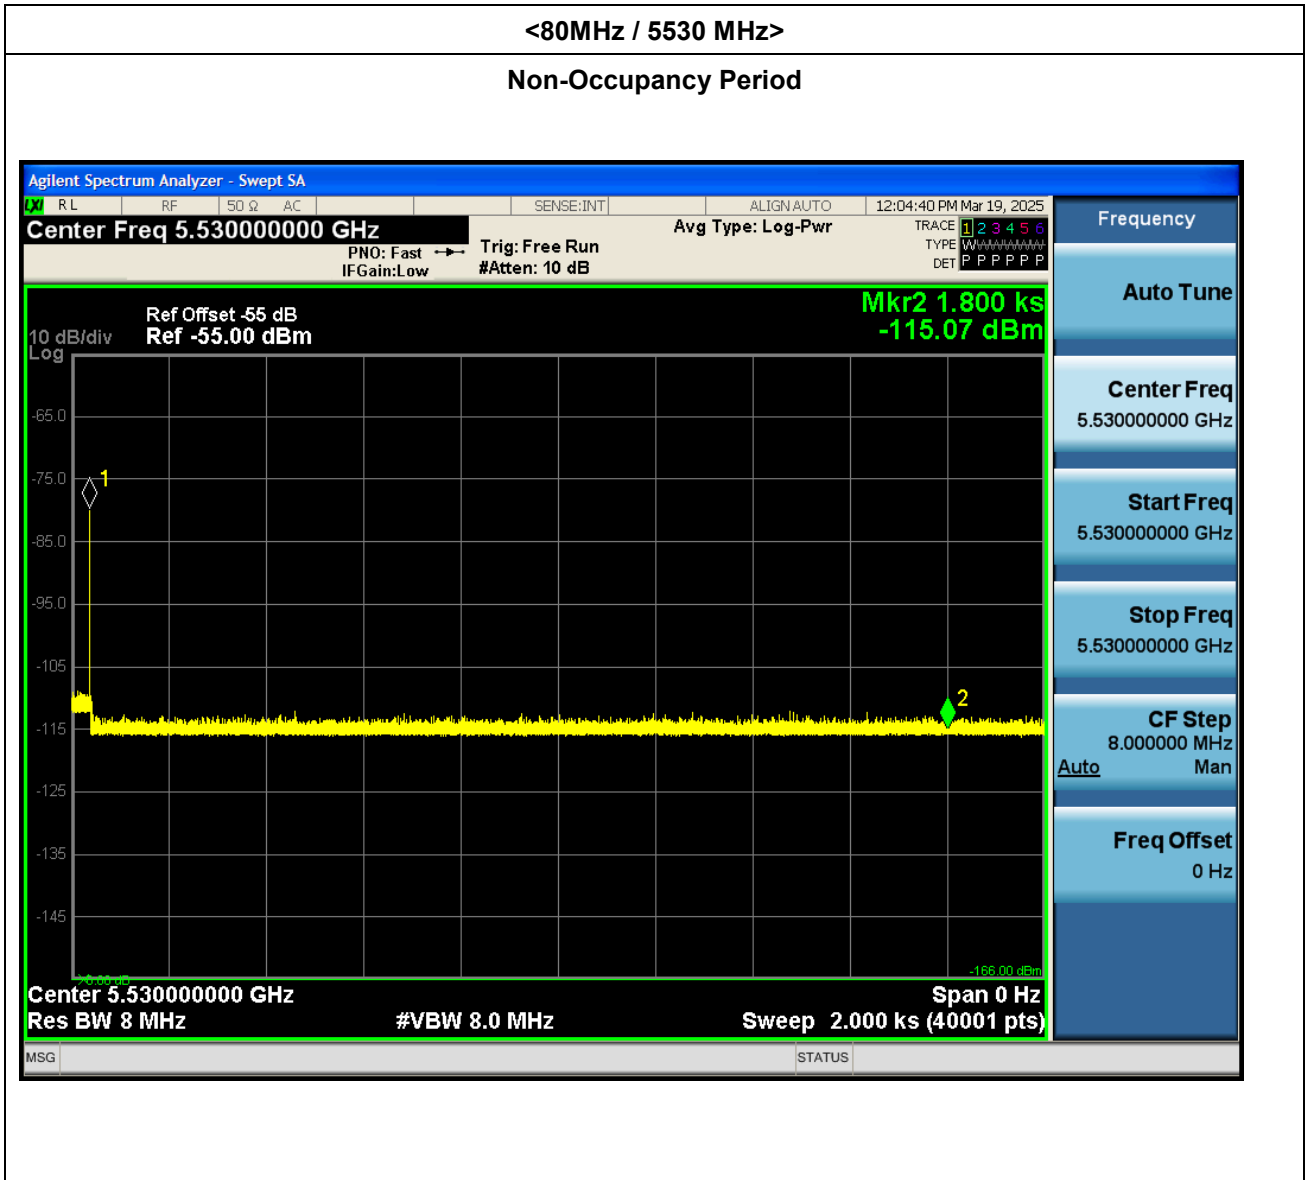 <80MHz / 5530 MHz>
Non-Occupancy Period
Agilent Spectrum Analyzer - Swept SA
LXI RL RF 50 Ω AC SENSE:INT ALIGN AUTO 12:04:40 PM Mar 19, 2025
Center Freq 5.530000000 GHz
PNO: Fast
IFGain:Low
Trig: Free Run
#Atten: 10 dB
Avg Type: Log-Pwr
TRACE 1 2 3 4 5 6
TYPE WWWWWW
DET P P P P P P
Frequency
Auto Tune
Center Freq
5.530000000 GHz
Start Freq
5.530000000 GHz
Stop Freq
5.530000000 GHz
CF Step
8.000000 MHz
Auto Man
Freq Offset
0 Hz
Mkr2 1.800 ks
-115.07 dBm
Ref Offset -55 dB
10 dB/div Ref -55.00 dBm
Log
-65.0
-75.0
1
-85.0
-95.0
-105
2
-115
-125
-135
-145
-166.00 dBm
Center 5.530000000 GHz Span 0 Hz
Res BW 8 MHz #VBW 8.0 MHz Sweep 2.000 ks (40001 pts)
MSG STATUS